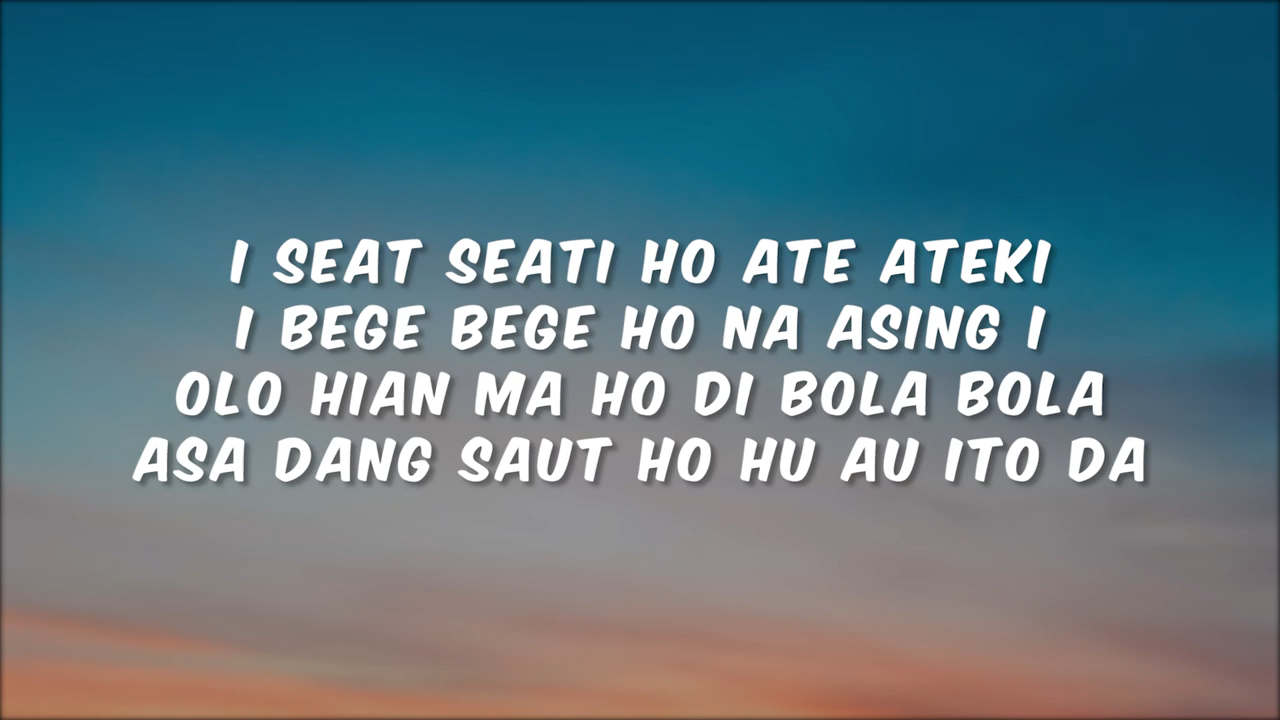 I SEAT SEATI HO ATE ATEKI
I BEGE BEGE HO NA ASING I
OLO HIAN MA HO DI BOLA BOLA
ASA DANG SAUT HO HU AU ITO DA